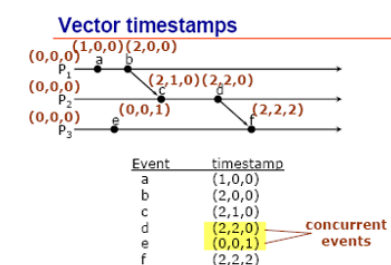 Vector timestamps
(1,0,0) (2,0,0)
(0,0,0) a b
P1
(2,1,0) (2,2,0)
(0,0,0)
P2 c d
(0,0,1) (2,2,2)
(0,0,0) e f
P3
Event timestamp
a (1,0,0)
b (2,0,0)
c (2,1,0)
d (2,2,0) concurrent
e (0,0,1) events
f (2,2,2)